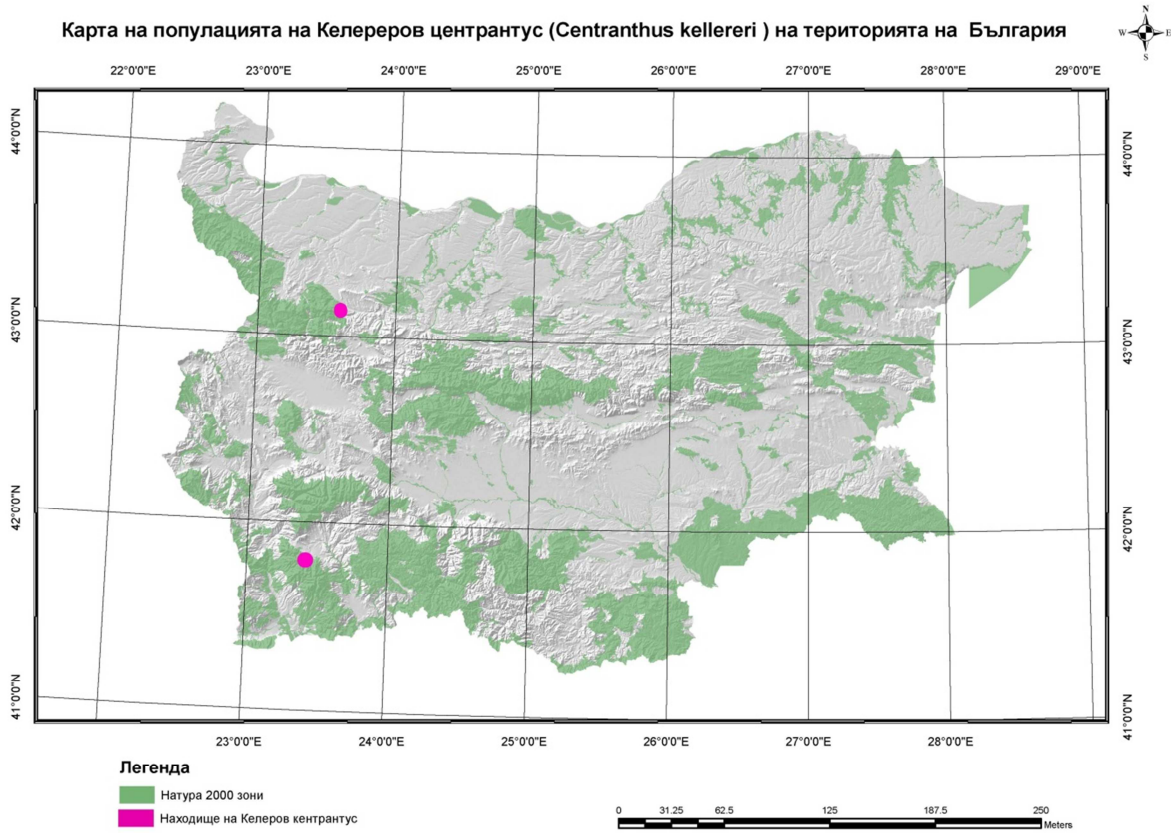 Карта на популацията на Келереров центрантус (Centranthus kellereri ) на територията на България
N
W E
S
22°0'0"E 23°0'0"E 24°0'0"E 25°0'0"E 26°0'0"E 27°0'0"E 28°0'0"E 29°0'0"E
44°0'0"N 44°0'0"N
43°0'0"N 43°0'0"N
42°0'0"N 42°0'0"N
41°0'0"N 41°0'0"N
23°0'0"E 24°0'0"E 25°0'0"E 26°0'0"E 27°0'0"E 28°0'0"E
Легенда
Натура 2000 зони
Находище на Келеров кентрантус
0 31.25 62.5 125 187.5 250
Meters